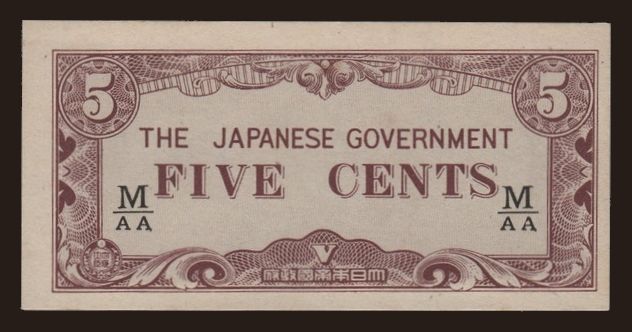 5 5
THE JAPANESE GOVERNMENT
FIVE CENTS
M M
AA AA
V
府政國帝本日大